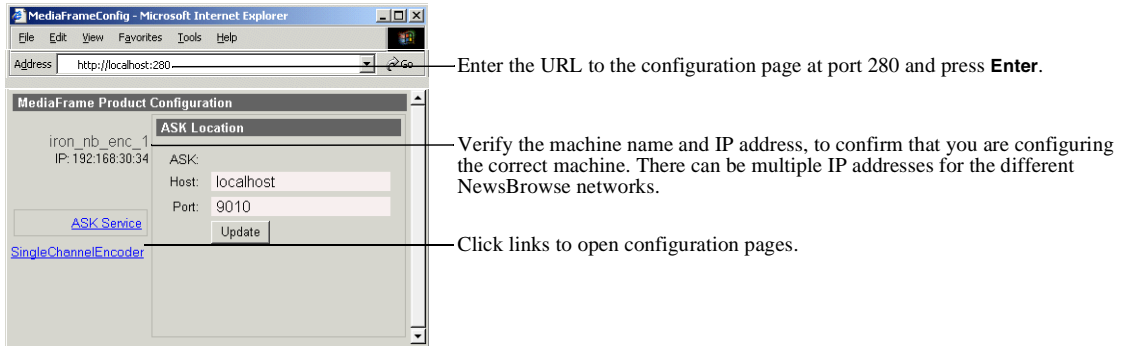 MediaFrameConfig - Microsoft Internet Explorer
File Edit View Favorites Tools Help
Address http://localhost:280 Go
Enter the URL to the configuration page at port 280 and press Enter.
MediaFrame Product Configuration
ASK Location
iron_nb_enc_1
IP: 192:168:30:34
Verify the machine name and IP address, to confirm that you are configuring
the correct machine. There can be multiple IP addresses for the different
NewsBrowse networks.
ASK:
Host: localhost
Port: 9010
Update
ASK Service
SingleChannelEncoder
Click links to open configuration pages.